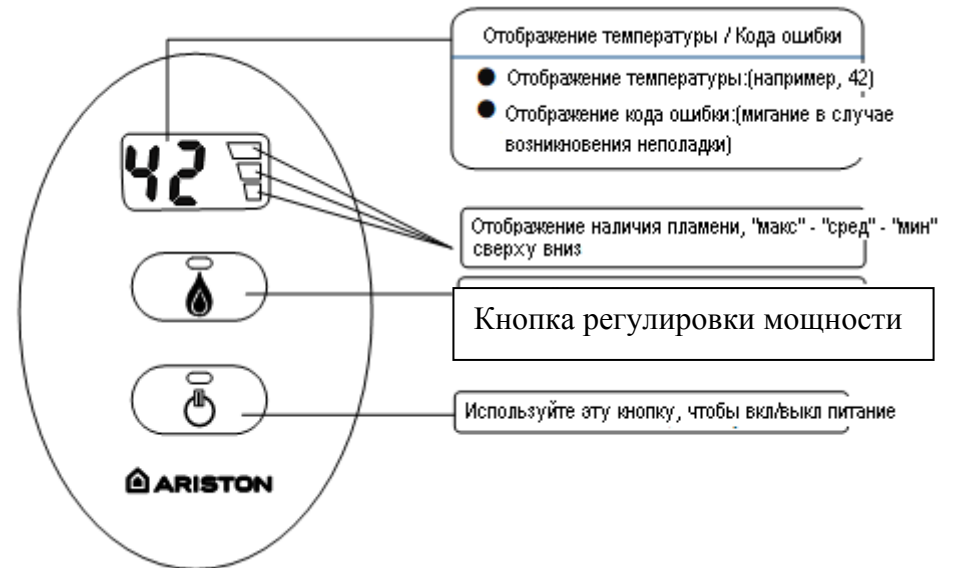 Отображение температуры / Кода ошибки
● Отображение температуры:(например, 42)
● Отображение кода ошибки:(мигание в случае
возникновения неполадки)
42
Отображение наличия пламени, "макс" - "сред" - "мин"
сверху вниз
Кнопка регулировки мощности
Используйте эту кнопку, чтобы вкл/выкл питание
ARISTON